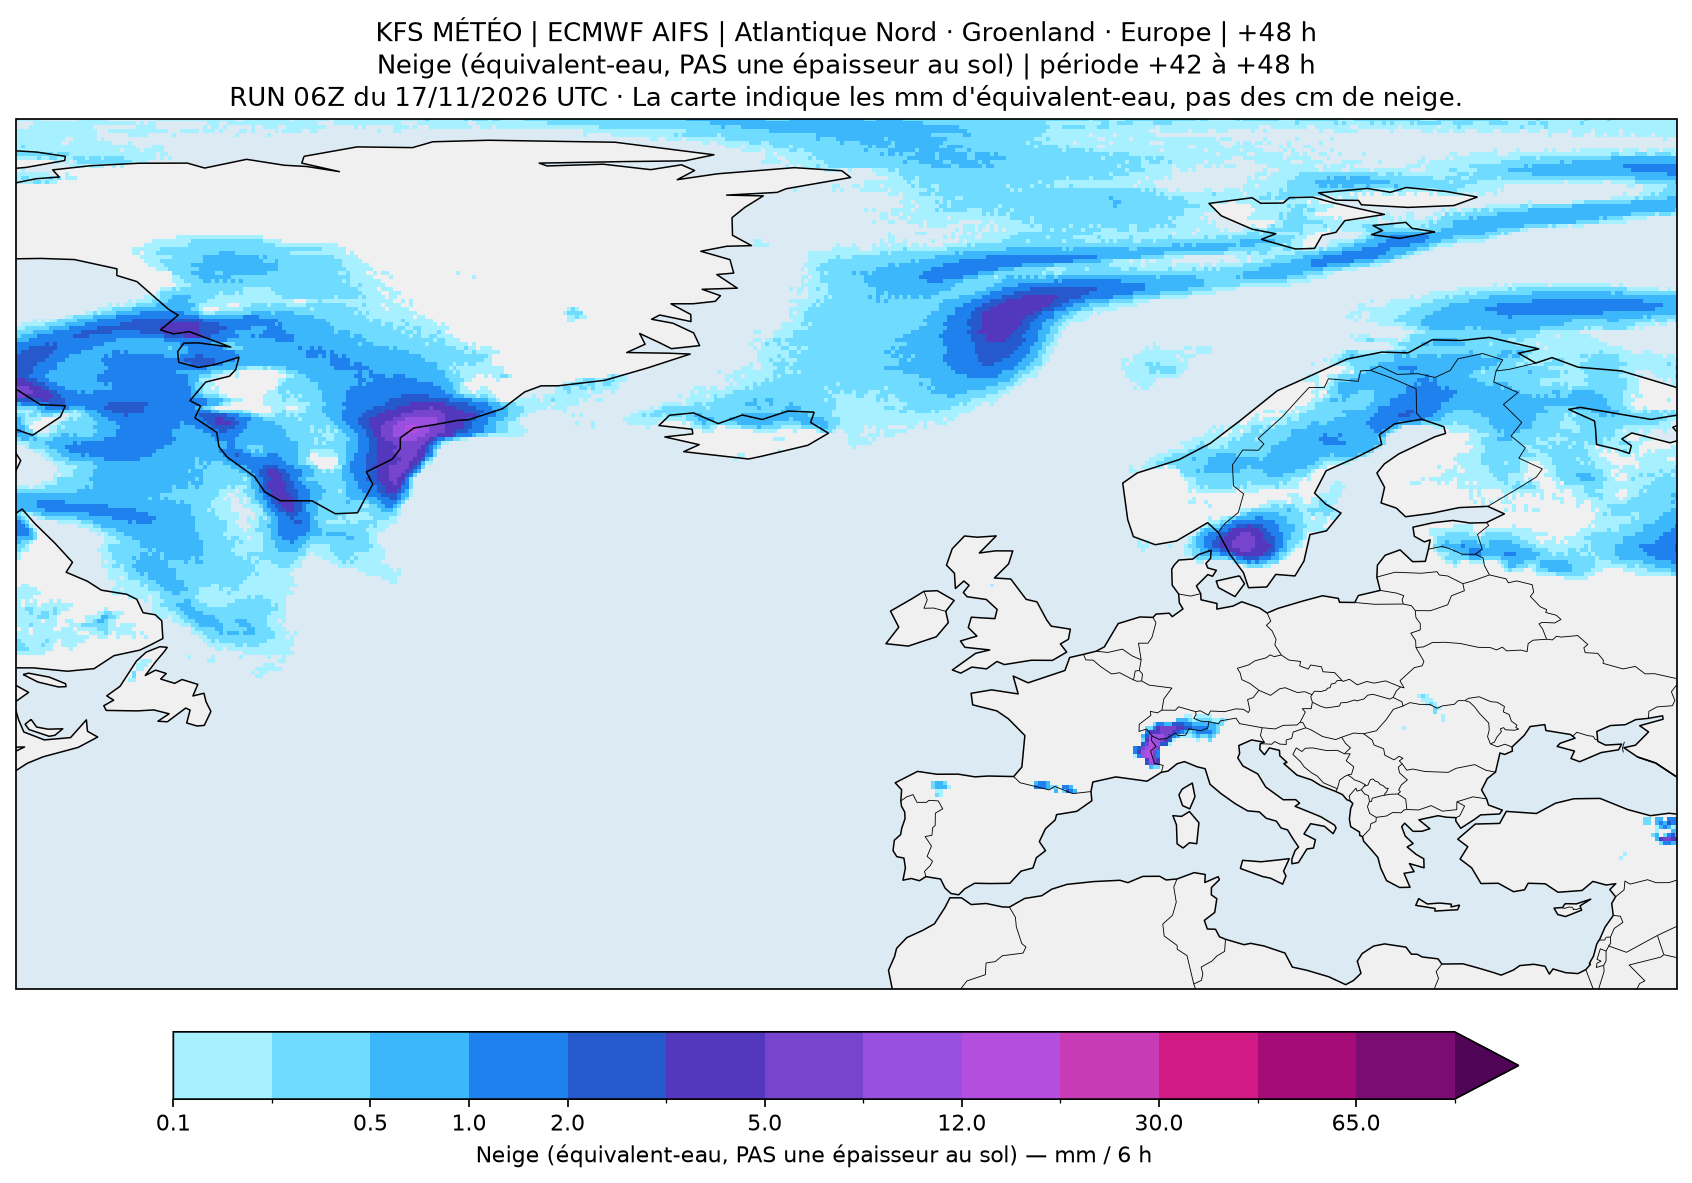 KFS MÉTÉO | ECMWF AIFS | Atlantique Nord · Groenland · Europe | +48 h
Neige (équivalent-eau, PAS une épaisseur au sol) | période +42 à +48 h
RUN 06Z du 17/11/2026 UTC · La carte indique les mm d'équivalent-eau, pas des cm de neige.
0.1 0.5 1.0 2.0 5.0 12.0 30.0 65.0
Neige (équivalent-eau, PAS une épaisseur au sol) — mm / 6 h